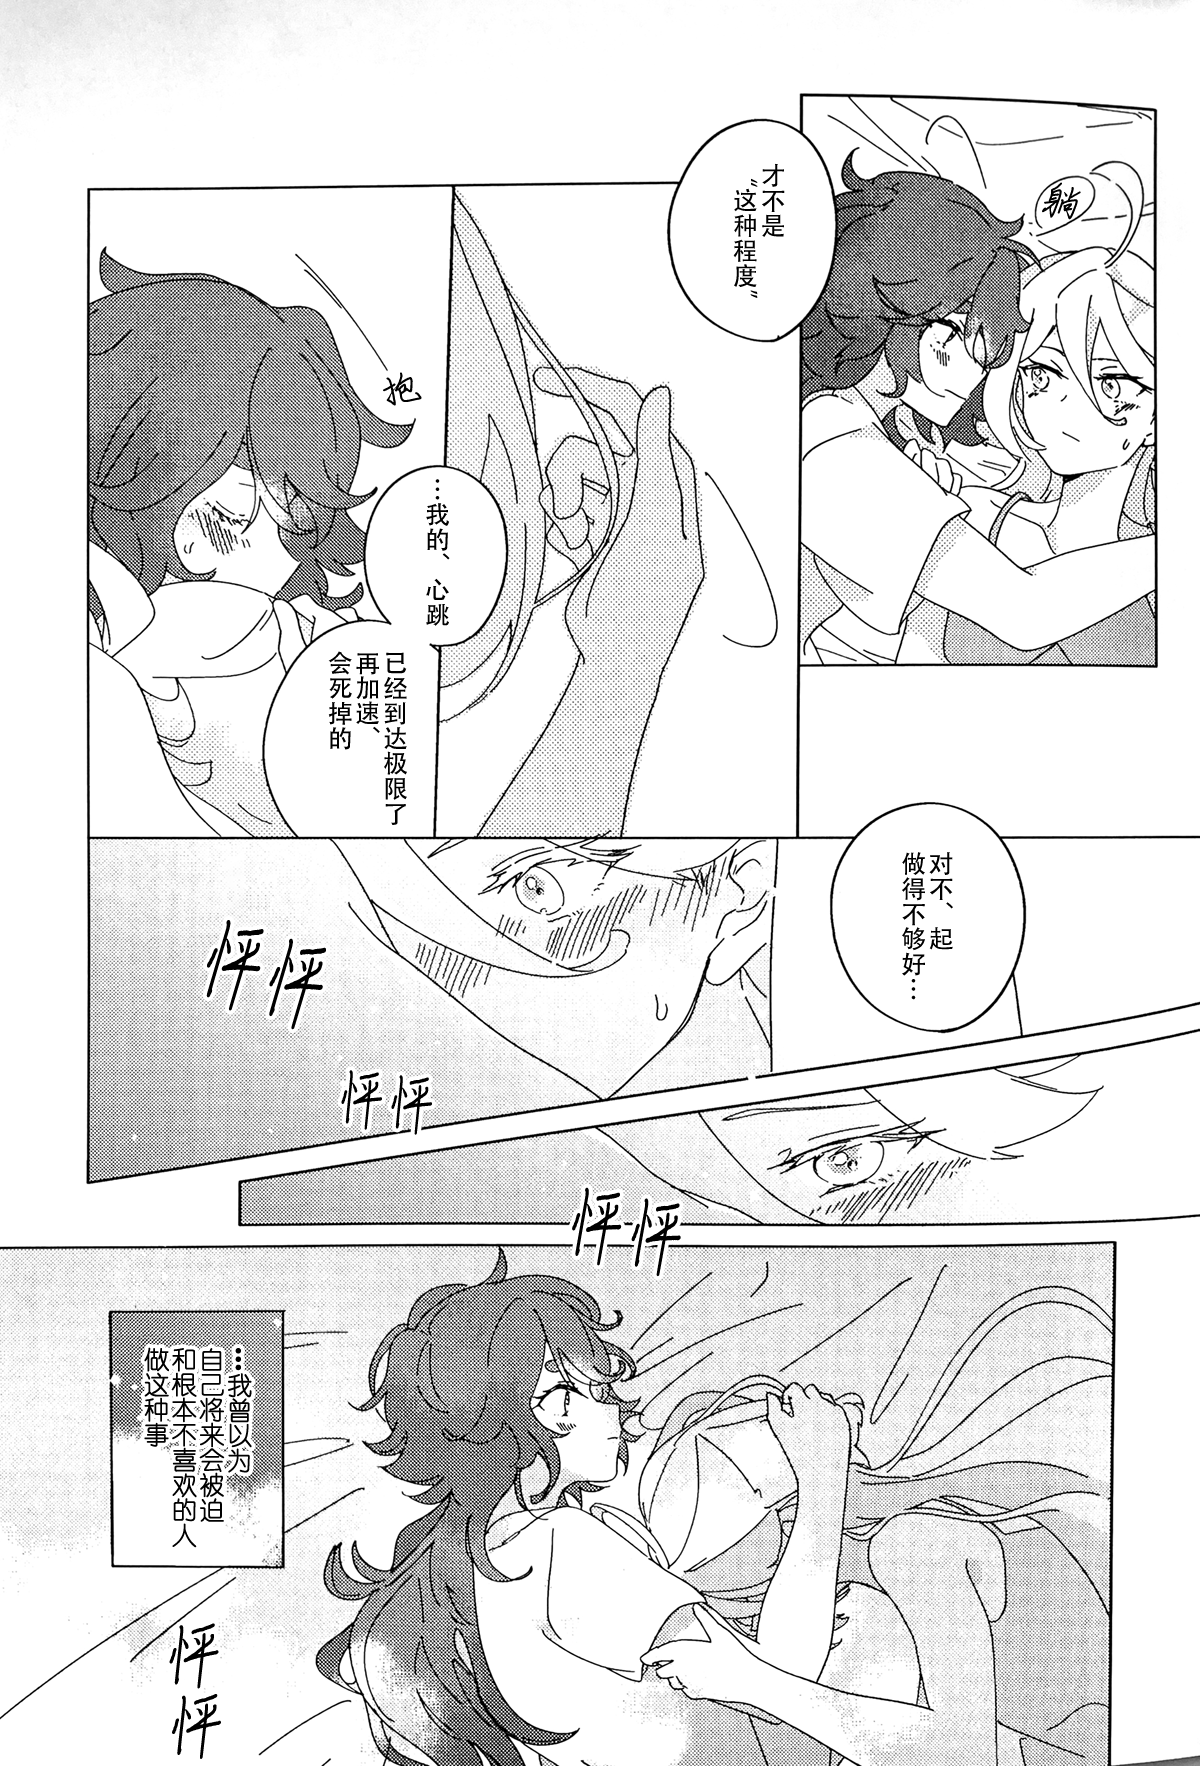 躺
才不是
“这种程度”
抱
…我的、心跳
已经到达极限了
再加速、
会死掉的
对不、起
做得不够好…
怦怦
怦怦
怦怦
…我曾以为
自己将来会被迫
和根本不喜欢的人
做这种事
怦
怦